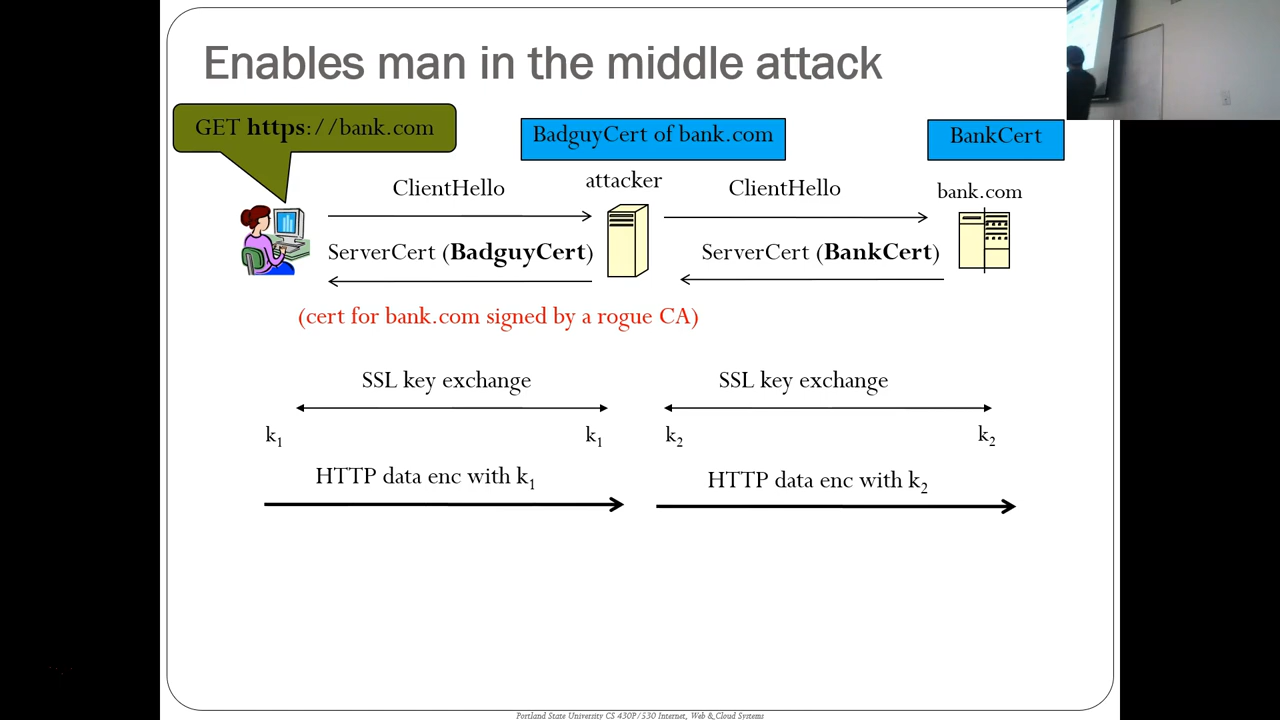 Enables man in the middle attack
GET https://bank.com
BadguyCert of bank.com
BankCert
attacker
bank.com
ClientHello
ClientHello
ServerCert (BadguyCert)
ServerCert (BankCert)
(cert for bank.com signed by a rogue CA)
SSL key exchange
SSL key exchange
k1
k1
k2
k2
HTTP data enc with k1
HTTP data enc with k2
Portland State University CS 430P/530 Internet, Web & Cloud Systems